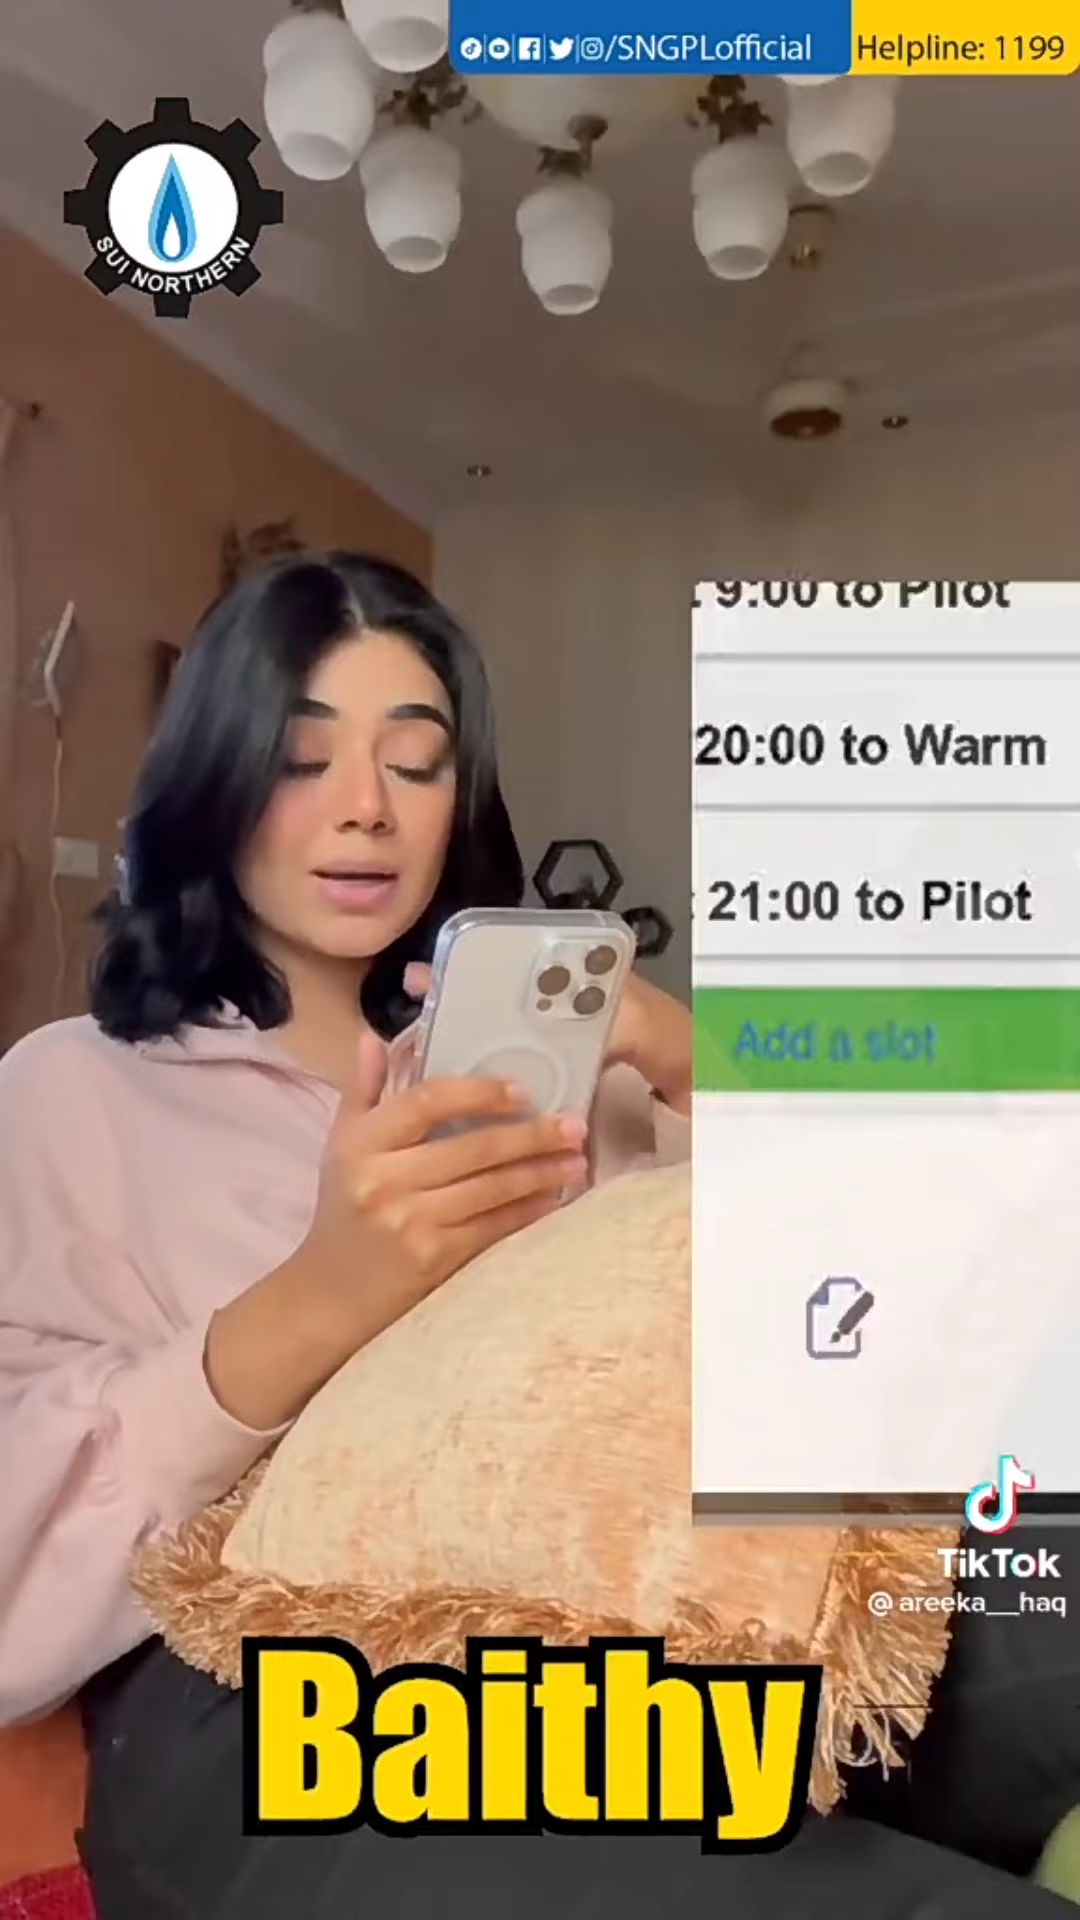 /SNGPLofficial
Helpline: 1199
SUI NORTHERN
9:00 to Pilot
20:00 to Warm
21:00 to Pilot
Add a slot
TikTok
@areeka__haq
Baithy